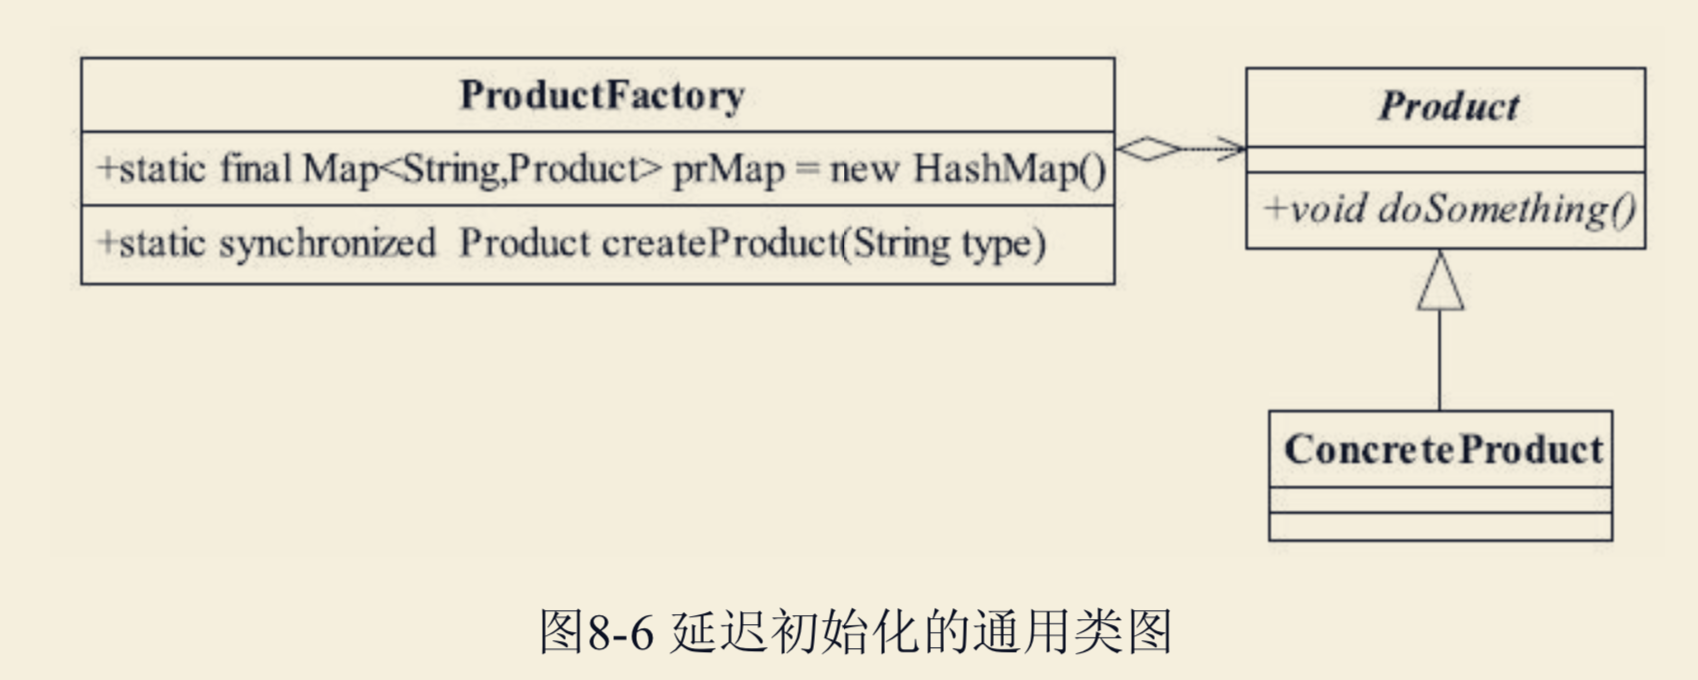 ProductFactory
+static final Map<String,Product> prMap = new HashMap()
+static synchronized Product createProduct(String type)
Product
+void doSomething()
ConcreteProduct
图8-6 延迟初始化的通用类图